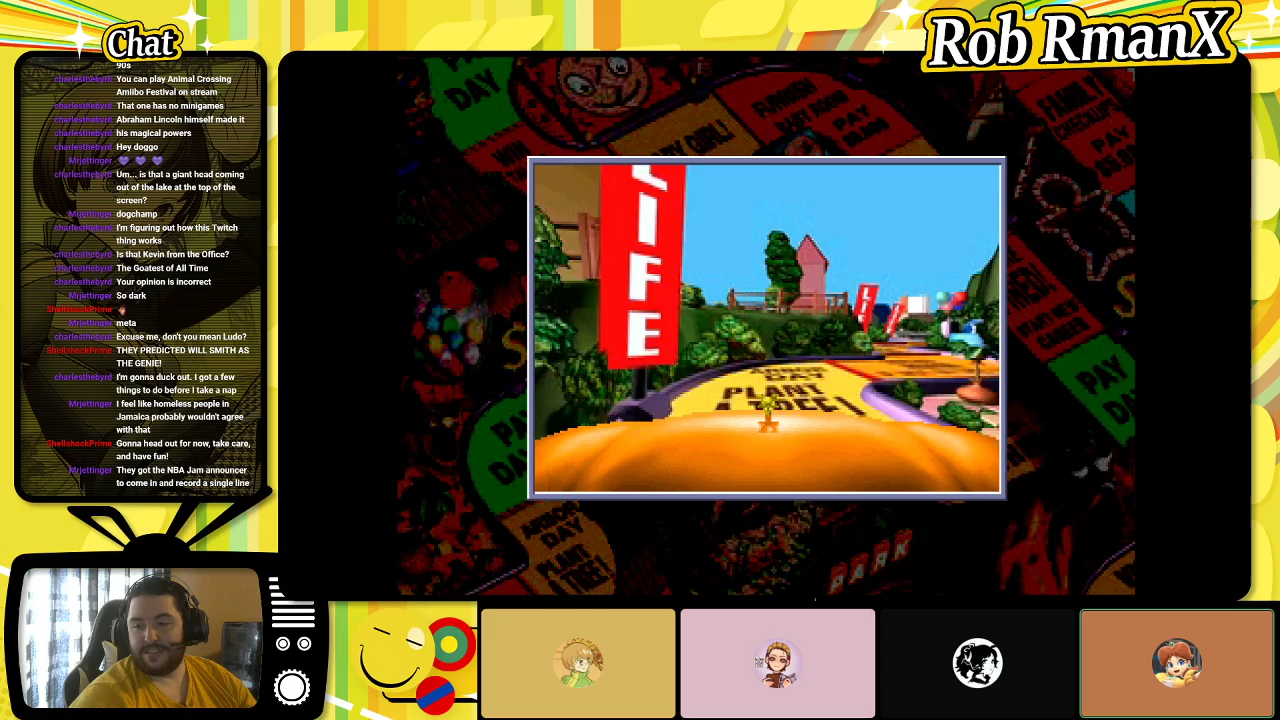 Chat
Rob RmanX
90s
charlesthebyrd You can play Animal Crossing
Amiibo Festival on stream
charlesthebyrd That one has no minigames
charlesthebyrd Abraham Lincoln himself made it
charlesthebyrd his magical powers
charlesthebyrd Hey doggo
Mrjettinger 💜 💜 💜
charlesthebyrd Um... is that a giant head coming
out of the lake at the top of the
screen?
Mrjettinger dogchamp
charlesthebyrd I'm figuring out how this Twitch
thing works
charlesthebyrd Is that Kevin from the Office?
charlesthebyrd The Goatest of All Time
charlesthebyrd Your opinion is incorrect
Mrjettinger So dark
ShellshockPrime
Mrjettinger meta
charlesthebyrd Excuse me, don't you mean Ludo?
ShellshockPrime THEY PREDICTED WILL SMITH AS
THE GENIE!
charlesthebyrd I'm gonna duck out. I got a few
things to do before I take a nap
Mrjettinger I feel like homeless people in
Jamaica probably wouldn't agree
with that
ShellshockPrime Gonna head out for now, take care,
and have fun!
Mrjettinger They got the NBA Jam announcer
to come in and record a single line
LIFE
DAY
PLANT
TREE!
ARBOR
DAY
PLANT
TREE!
PARK